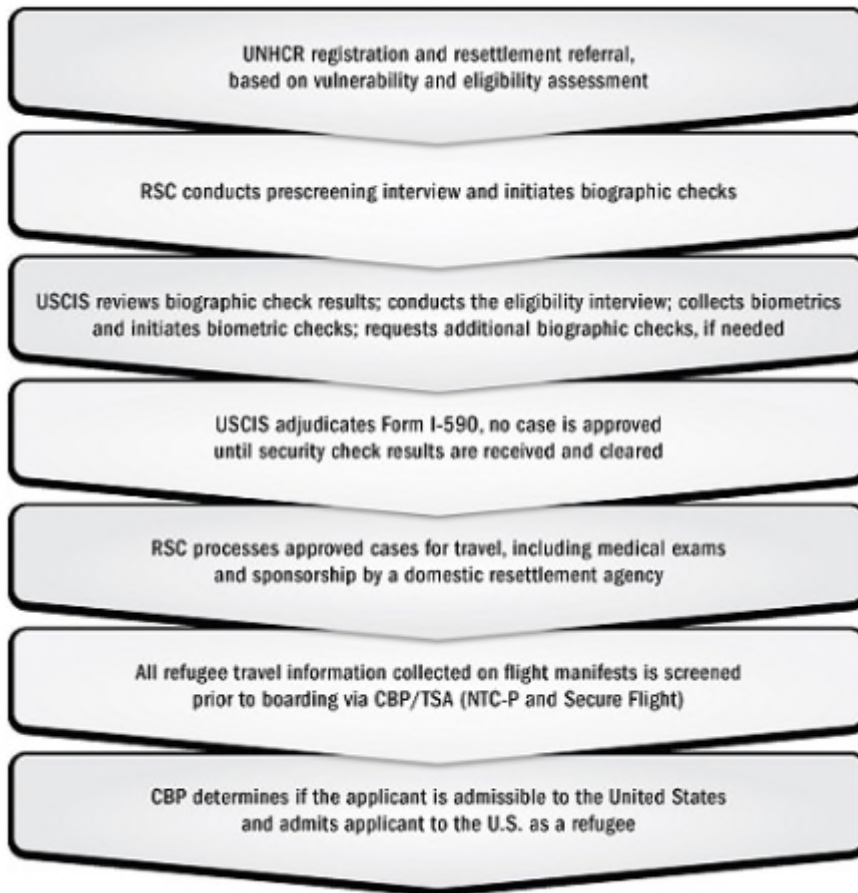 UNHCR registration and resettlement referral,
based on vulnerability and eligibility assessment
RSC conducts prescreening interview and initiates biographic checks
USCIS reviews biographic check results; conducts the eligibility interview; collects biometrics
and initiates biometric checks; requests additional biographic checks, if needed
USCIS adjudicates Form I-590, no case is approved
until security check results are received and cleared
RSC processes approved cases for travel, including medical exams
and sponsorship by a domestic resettlement agency
All refugee travel information collected on flight manifests is screened
prior to boarding via CBP/TSA (NTC-P and Secure Flight)
CBP determines if the applicant is admissible to the United States
and admits applicant to the U.S. as a refugee